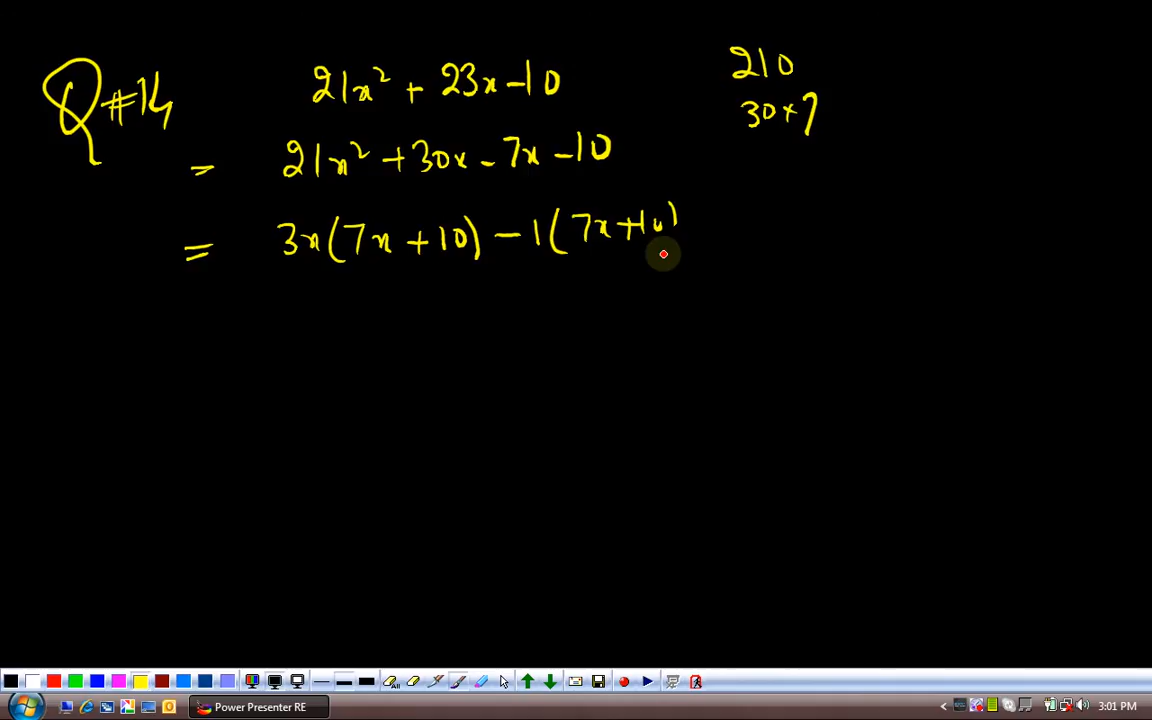 Q#14
21x² + 23x-10
210
30×7
= 21x² +30x - 7x -10
= 3x(7x +10) -1(7x+10)
Power Presenter RE
3:01 PM